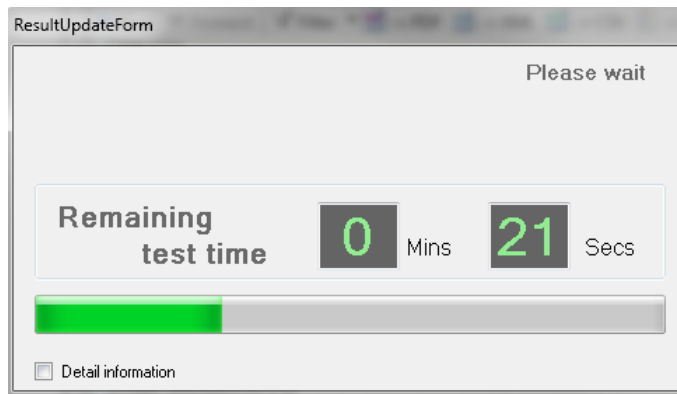 ResultUpdateForm
Please wait
Remaining
test time
0 Mins 21 Secs
Detail information